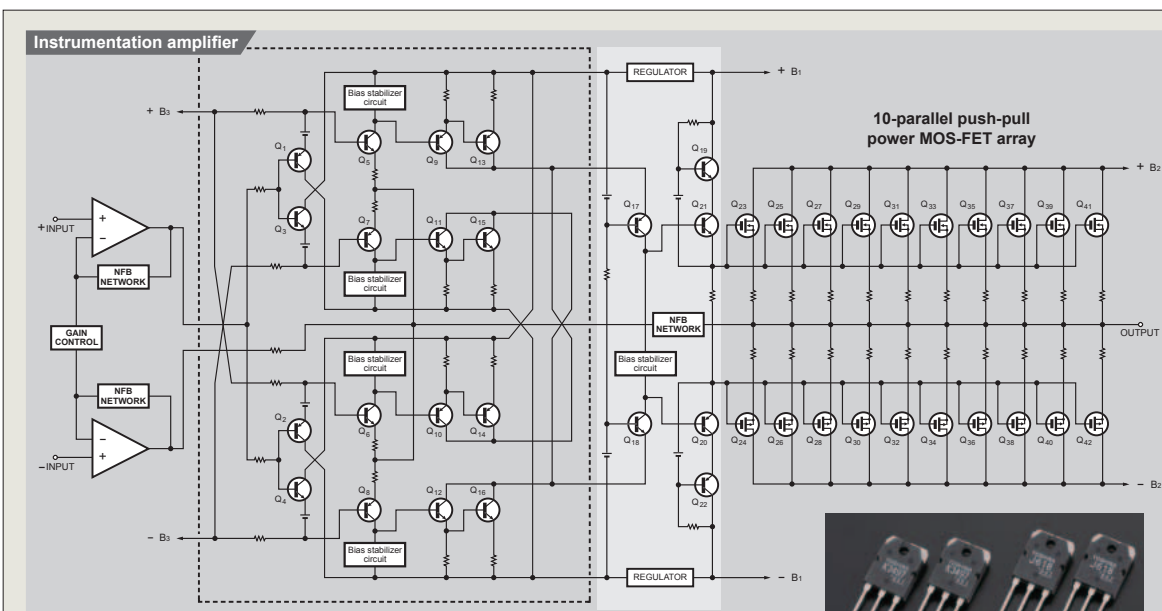 Instrumentation amplifier
+ B3
Q1
Q3
Bias stabilizer
circuit
Q5
Q9
Q13
Q7
Q11
Q15
Bias stabilizer
circuit
+INPUT
+
−
NFB
NETWORK
GAIN
CONTROL
NFB
NETWORK
−
+
−INPUT
Bias stabilizer
circuit
Q2
Q4
Q6
Q10
Q14
Q8
Q12
Q16
Bias stabilizer
circuit
− B3
REGULATOR
+ B1
Q19
Q17
Q21
NFB
NETWORK
Bias stabilizer
circuit
Q18
Q20
Q22
REGULATOR
− B1
10-parallel push-pull
power MOS-FET array
+ B2
Q23
Q25
Q27
Q29
Q31
Q33
Q35
Q37
Q39
Q41
OUTPUT
Q24
Q26
Q28
Q30
Q32
Q34
Q36
Q38
Q40
Q42
− B2